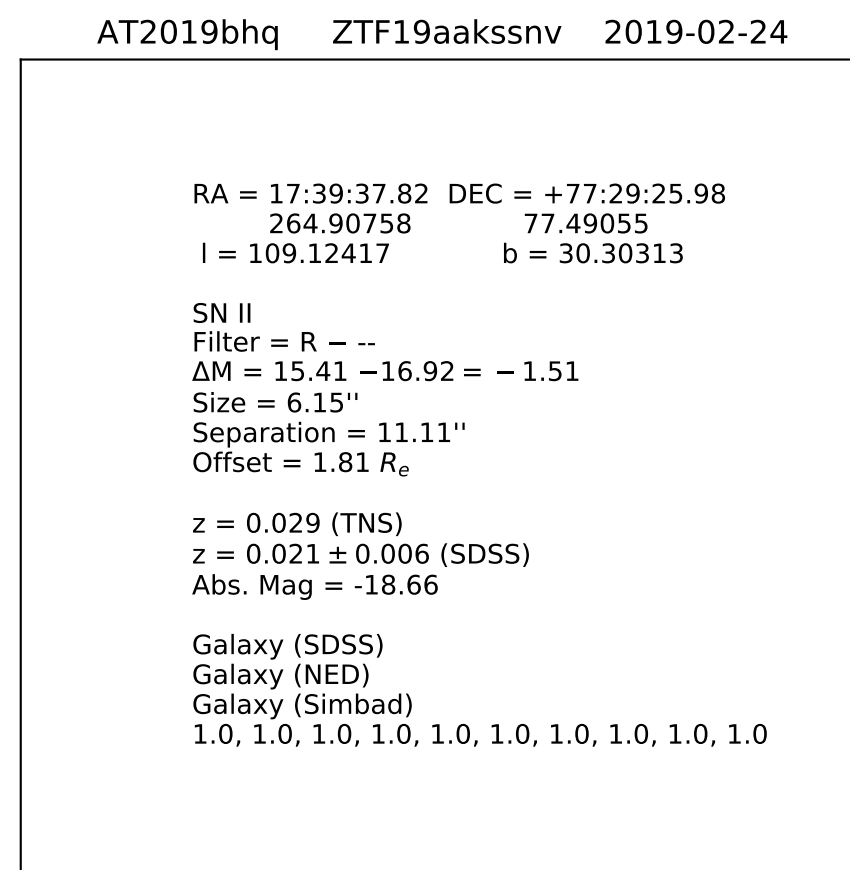 AT2019bhq ZTF19aakssnv 2019-02-24
RA = 17:39:37.82 DEC = +77:29:25.98
264.90758 77.49055
l = 109.12417 b = 30.30313
SN II
Filter = R − --
ΔM = 15.41 −16.92 = −1.51
Size = 6.15''
Separation = 11.11''
Offset = 1.81 Rₑ
z = 0.029 (TNS)
z = 0.021 ± 0.006 (SDSS)
Abs. Mag = -18.66
Galaxy (SDSS)
Galaxy (NED)
Galaxy (Simbad)
1.0, 1.0, 1.0, 1.0, 1.0, 1.0, 1.0, 1.0, 1.0, 1.0